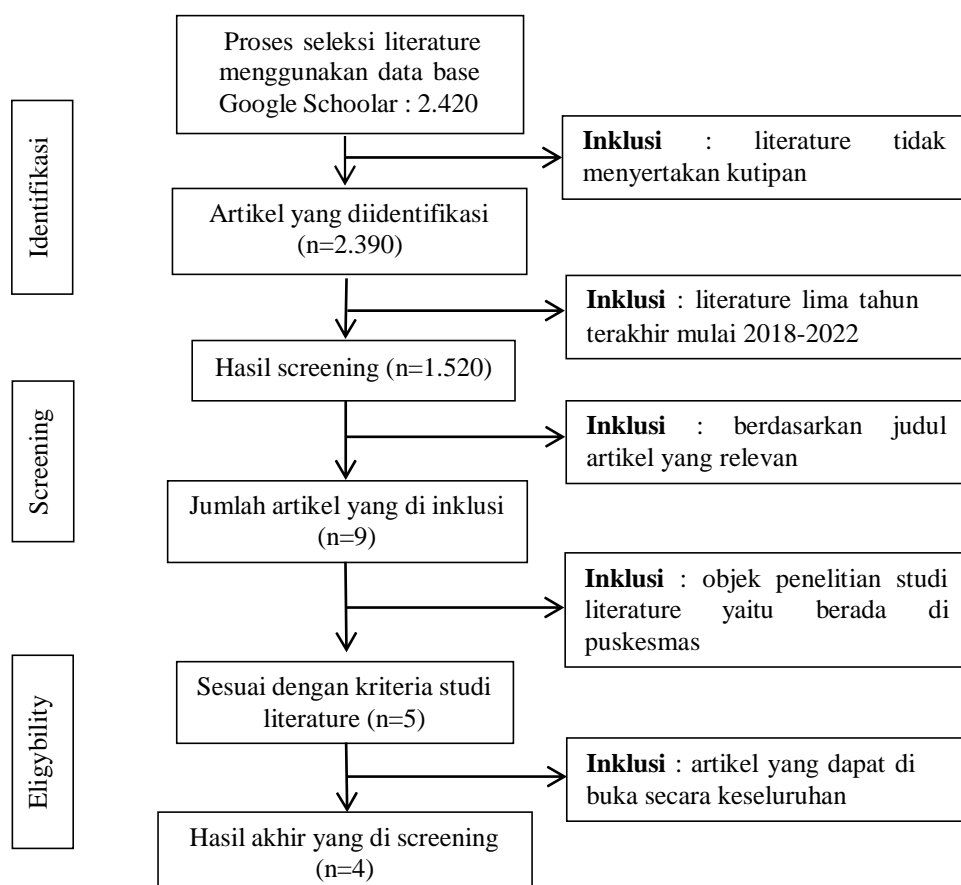 Proses seleksi literature
menggunakan data base
Google Schoolar : 2.420
Identifikasi
Inklusi : literature tidak
menyertakan kutipan
Artikel yang diidentifikasi
(n=2.390)
Inklusi : literature lima tahun
terakhir mulai 2018-2022
Hasil screening (n=1.520)
Screening
Inklusi : berdasarkan judul
artikel yang relevan
Jumlah artikel yang di inklusi
(n=9)
Inklusi : objek penelitian studi
literature yaitu berada di
puskesmas
Eligybility
Sesuai dengan kriteria studi
literature (n=5)
Inklusi : artikel yang dapat di
buka secara keseluruhan
Hasil akhir yang di screening
(n=4)